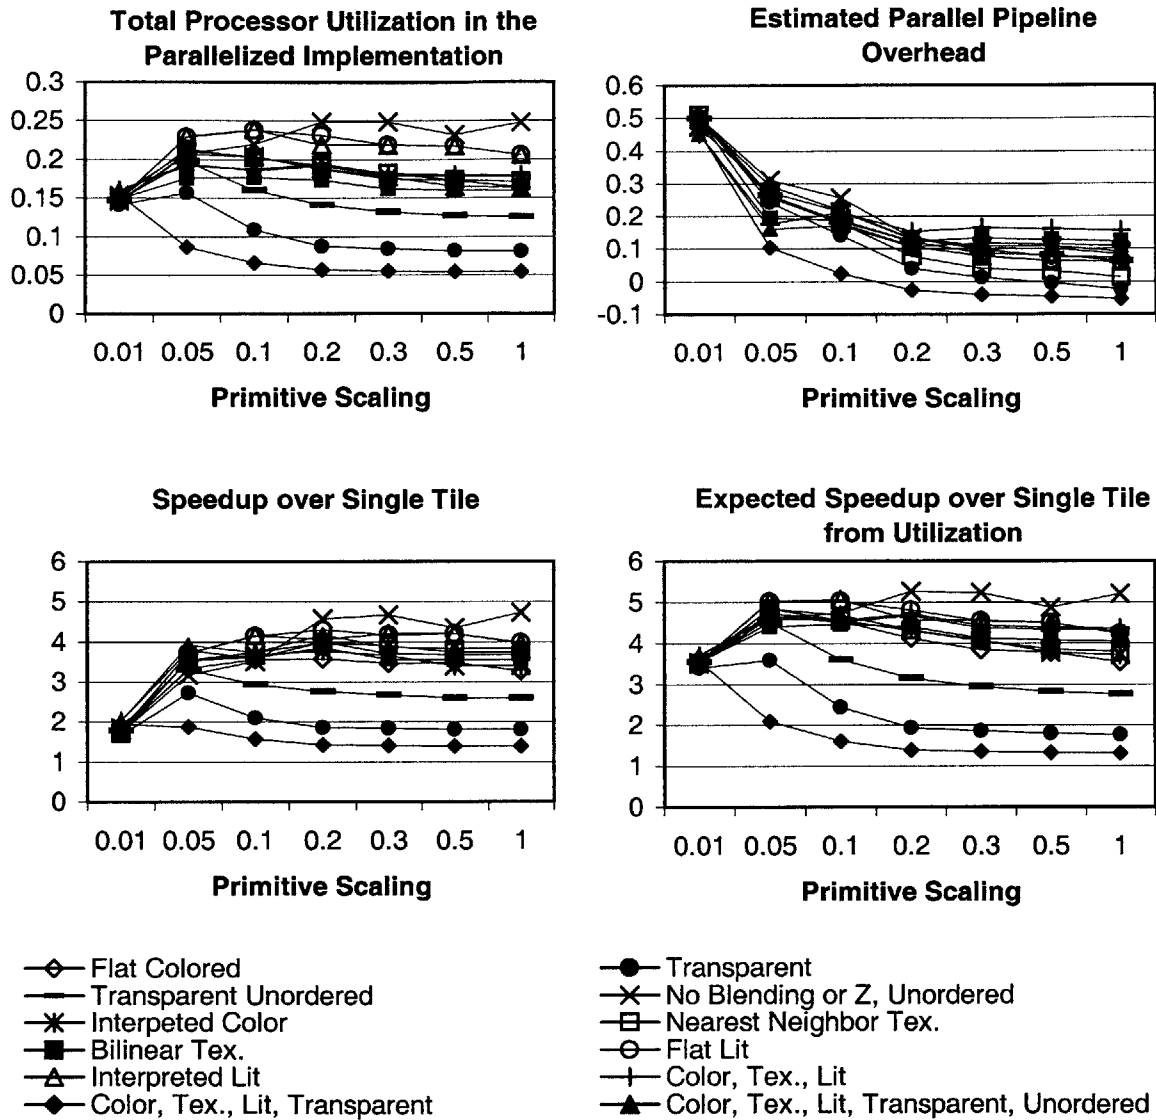 Total Processor Utilization in the
Parallelized Implementation
0.3
0.25
0.2
0.15
0.1
0.05
0
0.01 0.05 0.1 0.2 0.3 0.5 1
Primitive Scaling
Estimated Parallel Pipeline
Overhead
0.6
0.5
0.4
0.3
0.2
0.1
0
-0.1
0.01 0.05 0.1 0.2 0.3 0.5 1
Primitive Scaling
Speedup over Single Tile
6
5
4
3
2
1
0
0.01 0.05 0.1 0.2 0.3 0.5 1
Primitive Scaling
Expected Speedup over Single Tile
from Utilization
6
5
4
3
2
1
0
0.01 0.05 0.1 0.2 0.3 0.5 1
Primitive Scaling
Flat Colored
Transparent Unordered
Interpeted Color
Bilinear Tex.
Interpreted Lit
Color, Tex., Lit, Transparent
Transparent
No Blending or Z, Unordered
Nearest Neighbor Tex.
Flat Lit
Color, Tex., Lit
Color, Tex., Lit, Transparent, Unordered